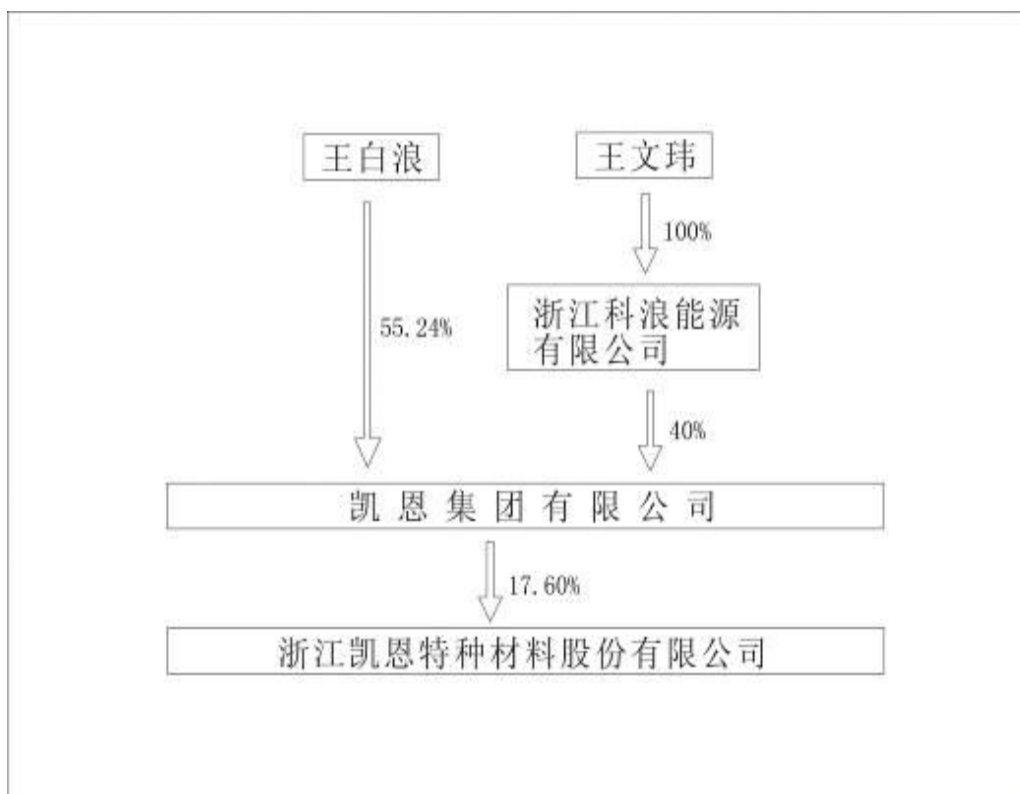 王白浪
王文玮
100%
浙江科浪能源
有限公司
55.24%
40%
凯恩集团有限公司
17.60%
浙江凯恩特种材料股份有限公司